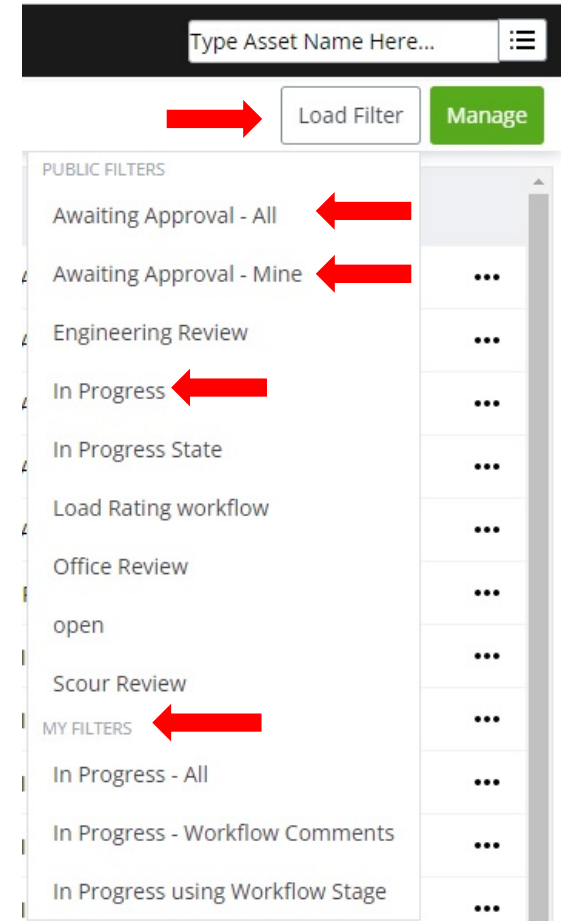 Type Asset Name Here...
Load Filter
Manage
PUBLIC FILTERS
Awaiting Approval - All
Awaiting Approval - Mine
Engineering Review
In Progress
In Progress State
Load Rating workflow
Office Review
open
Scour Review
MY FILTERS
In Progress - All
In Progress - Workflow Comments
In Progress using Workflow Stage